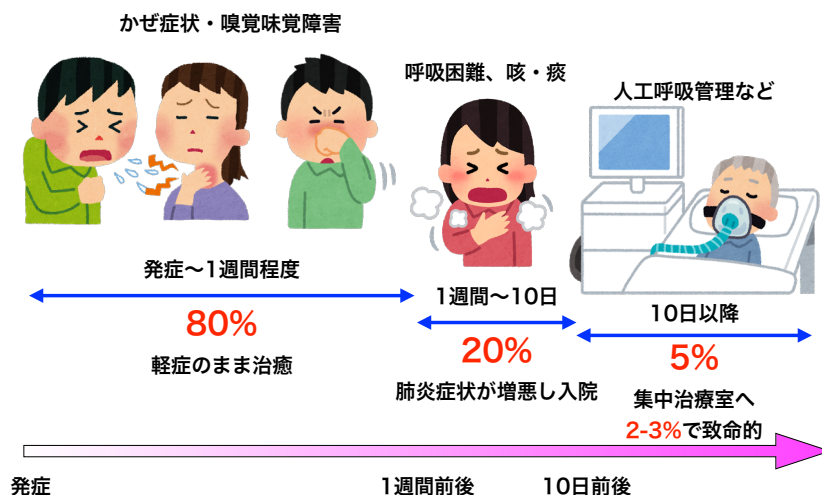 かぜ症状・嗅覚味覚障害
呼吸困難、咳・痰
人工呼吸管理など
発症〜1週間程度
80%
軽症のまま治癒
1週間〜10日
20%
肺炎症状が増悪し入院
10日以降
5%
集中治療室へ
2-3%で致命的
発症
1週間前後
10日前後